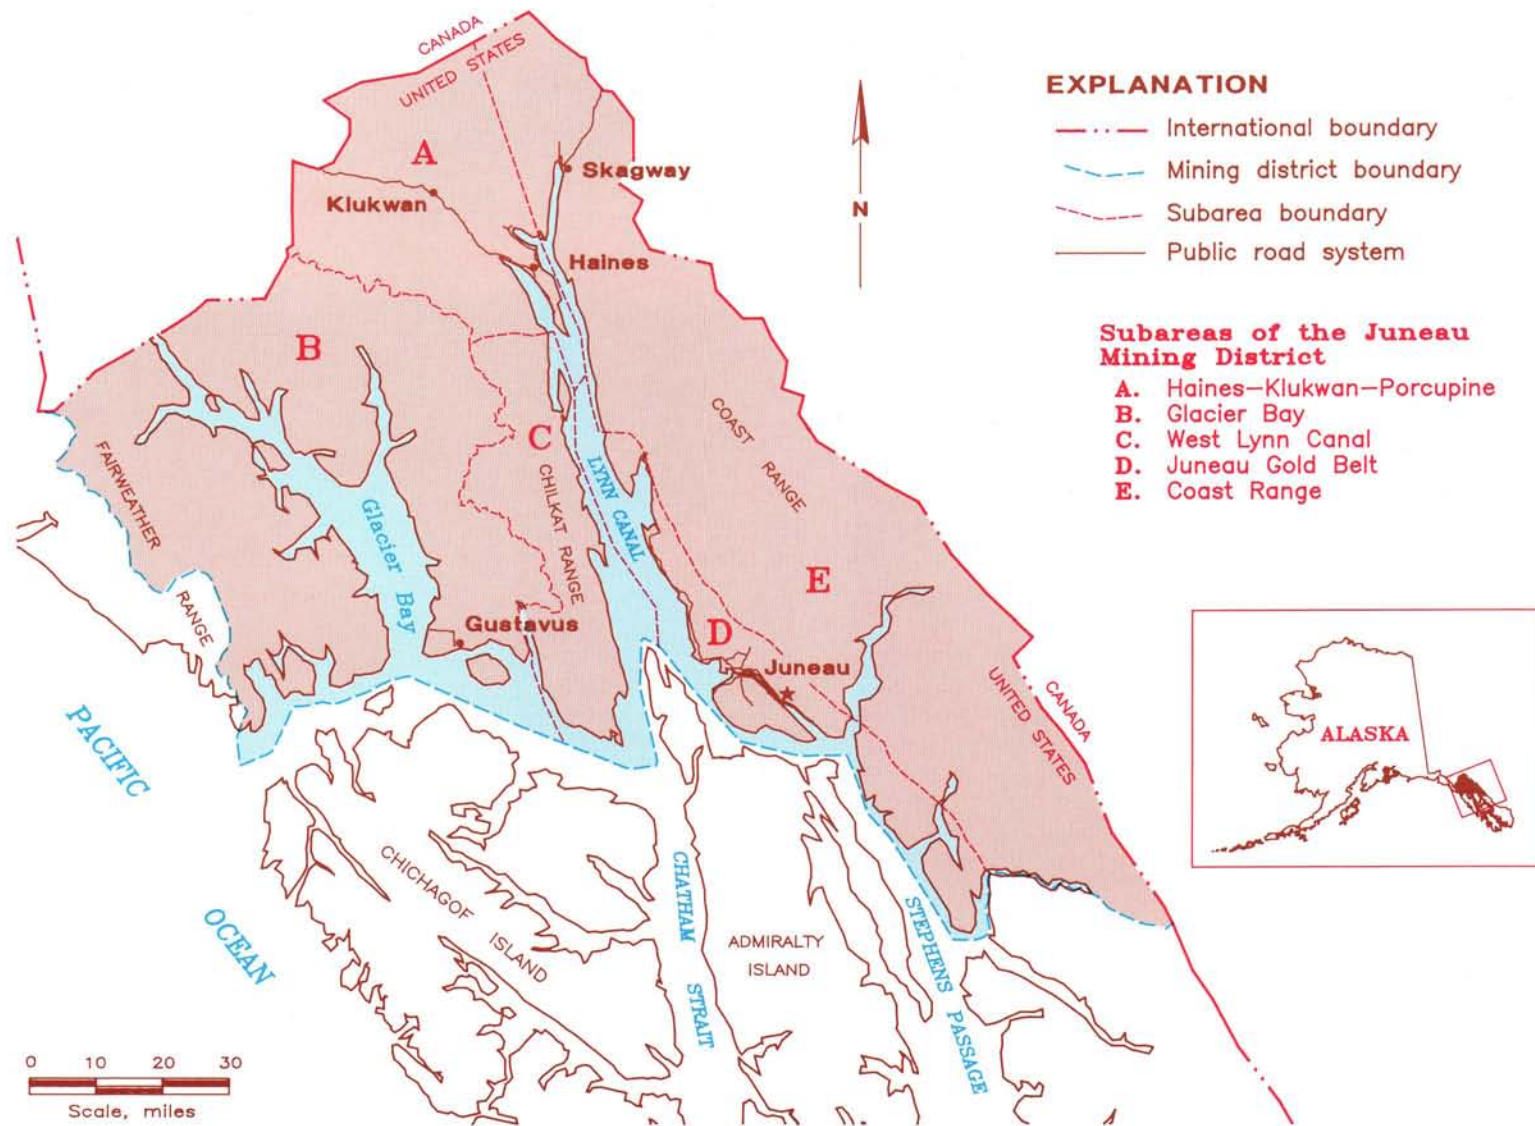 CANADA
UNITED STATES
A
Skagway
Klukwan
Haines
B
C
COAST
RANGE
FAIRWEATHER
RANGE
Glacier Bay
CHILKAT RANGE
LYNN CANAL
E
D
Gustavus
Juneau
UNITED STATES
CANADA
PACIFIC
OCEAN
CHICHAGOF
ISLAND
CHATHAM
STRAIT
ADMIRALTY
ISLAND
STEPHENS PASSAGE
N
EXPLANATION
International boundary
Mining district boundary
Subarea boundary
Public road system
Subareas of the Juneau
Mining District
A. Haines-Klukwan-Porcupine
B. Glacier Bay
C. West Lynn Canal
D. Juneau Gold Belt
E. Coast Range
ALASKA
0 10 20 30
Scale, miles